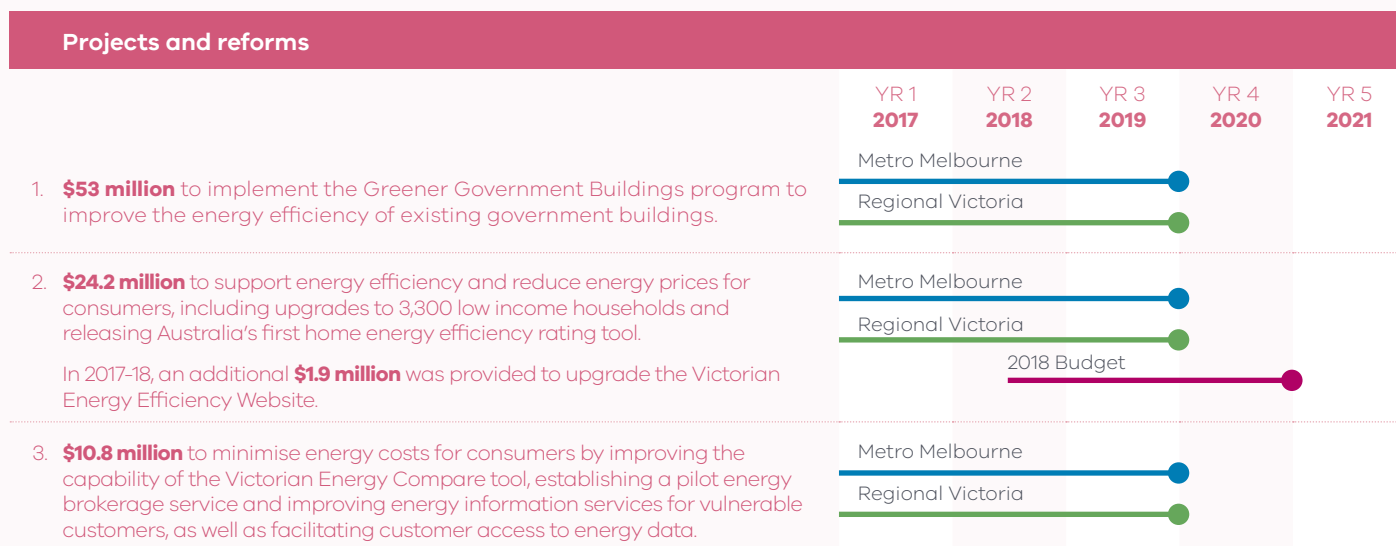 Projects and reforms
YR 1 YR 2 YR 3 YR 4 YR 5
2017 2018 2019 2020 2021
1. $53 million to implement the Greener Government Buildings program to
improve the energy efficiency of existing government buildings.
Metro Melbourne
Regional Victoria
2. $24.2 million to support energy efficiency and reduce energy prices for
consumers, including upgrades to 3,300 low income households and
releasing Australia's first home energy efficiency rating tool.
In 2017-18, an additional $1.9 million was provided to upgrade the Victorian
Energy Efficiency Website.
Metro Melbourne
Regional Victoria
2018 Budget
3. $10.8 million to minimise energy costs for consumers by improving the
capability of the Victorian Energy Compare tool, establishing a pilot energy
brokerage service and improving energy information services for vulnerable
customers, as well as facilitating customer access to energy data.
Metro Melbourne
Regional Victoria